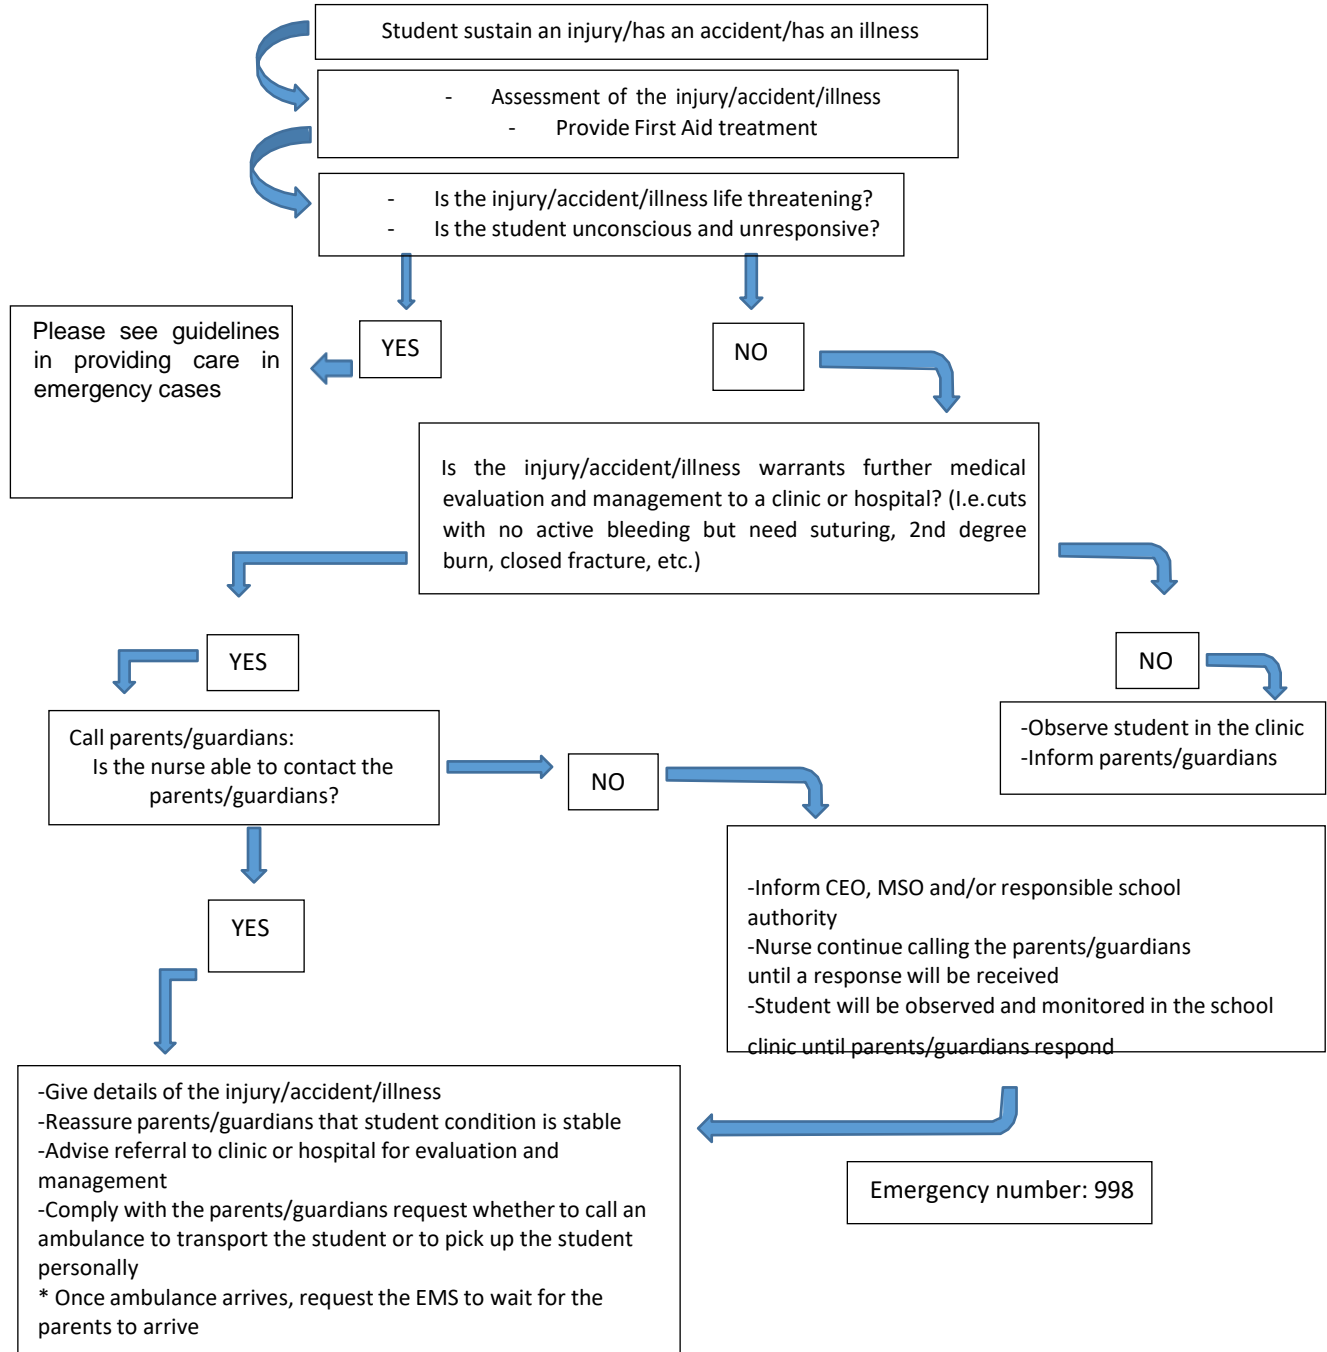 Student sustain an injury/has an accident/has an illness
- Assessment of the injury/accident/illness
- Provide First Aid treatment
- Is the injury/accident/illness life threatening?
- Is the student unconscious and unresponsive?
Please see guidelines
in providing care in
emergency cases
YES
NO
Is the injury/accident/illness warrants further medical
evaluation and management to a clinic or hospital? (I.e.cuts
with no active bleeding but need suturing, 2nd degree
burn, closed fracture, etc.)
YES
NO
-Observe student in the clinic
-Inform parents/guardians
Call parents/guardians:
Is the nurse able to contact the
parents/guardians?
NO
YES
-Inform CEO, MSO and/or responsible school
authority
-Nurse continue calling the parents/guardians
until a response will be received
-Student will be observed and monitored in the school
clinic until parents/guardians respond
-Give details of the injury/accident/illness
-Reassure parents/guardians that student condition is stable
-Advise referral to clinic or hospital for evaluation and
management
-Comply with the parents/guardians request whether to call an
ambulance to transport the student or to pick up the student
personally
* Once ambulance arrives, request the EMS to wait for the
parents to arrive
Emergency number: 998